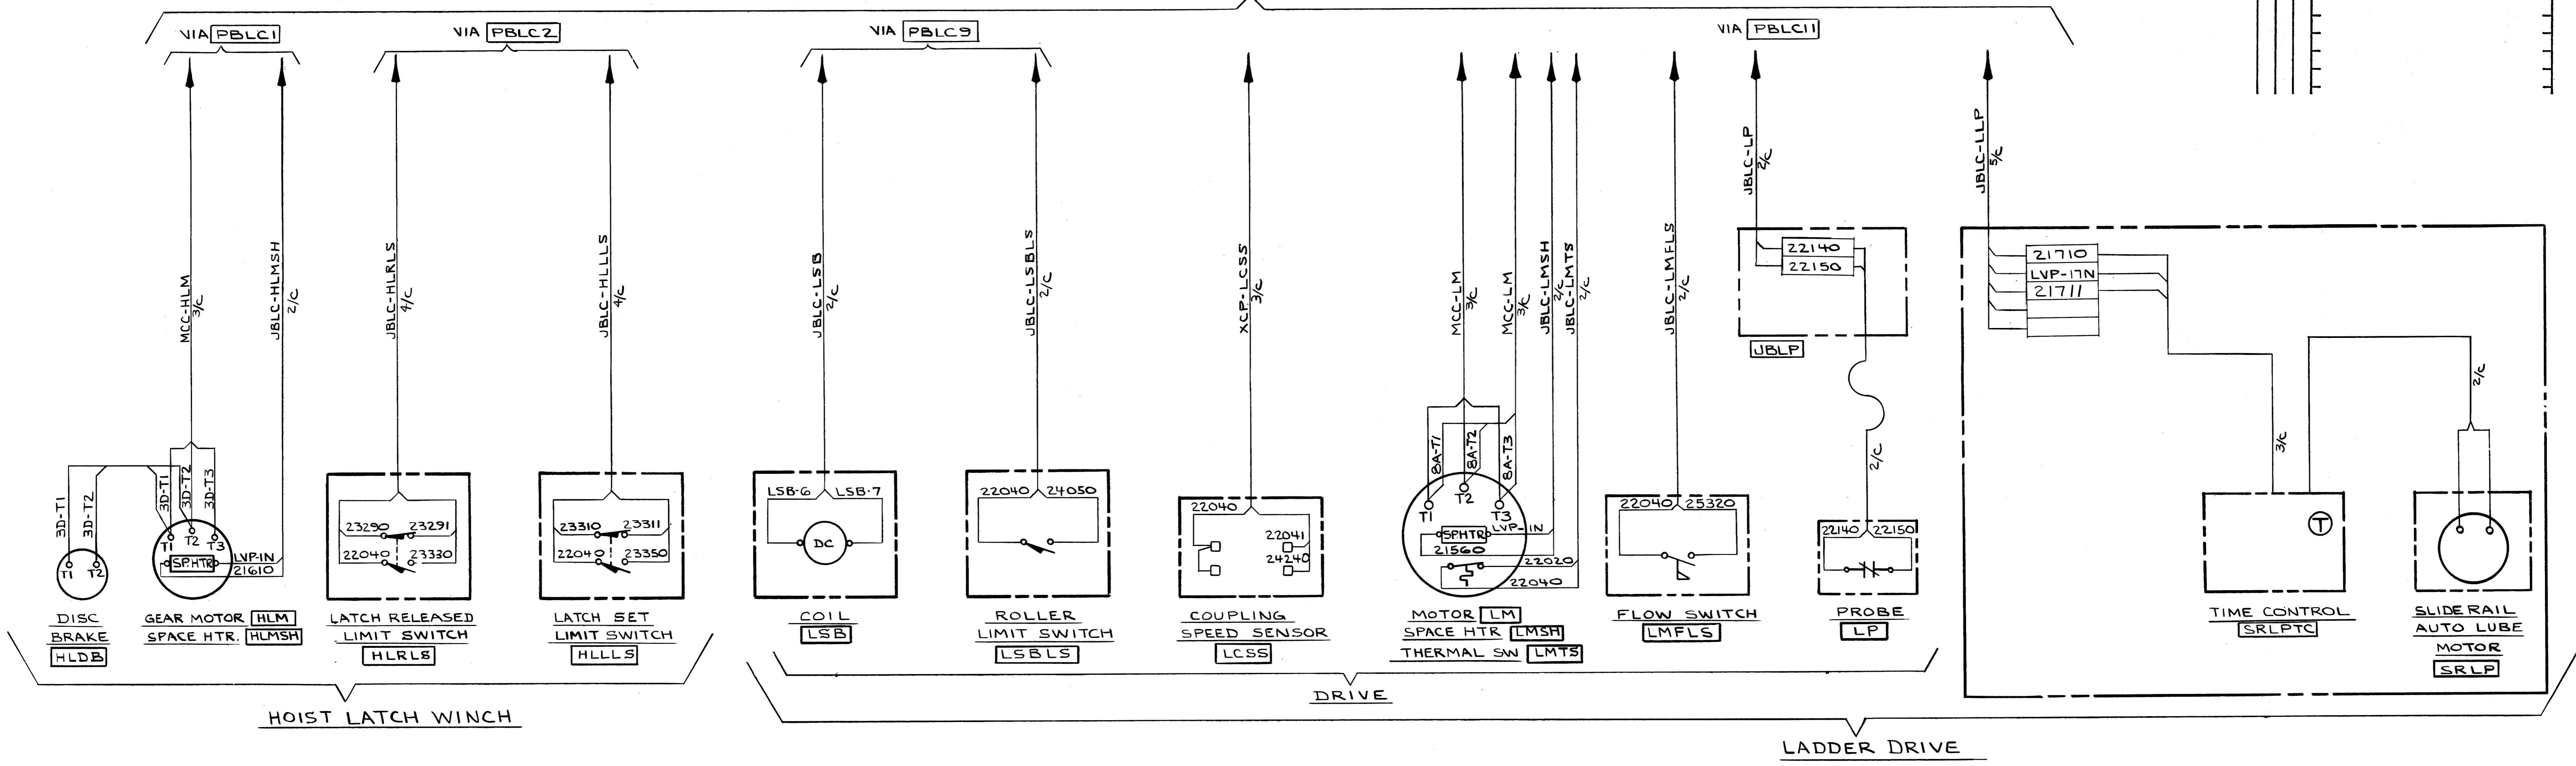 VIA PBLC1
VIA PBLC2
VIA PBLC9
VIA PBLC11
MCC-HLM
3/C
JBLC-HLMSH
2/C
JBLC-HLRLS
4/C
JBLC-HLLLS
4/C
JBLC-LSB
2/C
JBLC-LSBLS
2/C
XCP-LCSS
3/C
MCC-LM
3/C
MCC-LM
3/C
JBLC-LMSH
2/C
JBLC-LMTS
2/C
JBLC-LMFLS
2/C
JBLC-LP
2/C
JBLC-LLP
5/C
22140
22150
JBLP
2/C
21710
LVP-17N
21711
3/C
2/C
3D-T1
3D-T2
T1 T2
DISC
BRAKE
HLDB
3D-T1
3D-T2
3D-T3
T1 T2 T3
SP.HTR
LVP-1N
21610
GEAR MOTOR HLM
SPACE HTR. HLMSH
23290 23291
22040 23330
LATCH RELEASED
LIMIT SWITCH
HLRLS
23310 23311
22040 23350
LATCH SET
LIMIT SWITCH
HLLLS
LSB-6 LSB-7
DC
COIL
LSB
22040 24050
ROLLER
LIMIT SWITCH
LSBLS
22040
22041
24240
COUPLING
SPEED SENSOR
LCSS
8A-T1
8A-T2
8A-T3
T1 T2 T3
SPHTR
LVP-1N
21560
22020
22040
MOTOR LM
SPACE HTR LMSH
THERMAL SW LMTS
22040 25320
FLOW SWITCH
LMFLS
22140 22150
PROBE
LP
T
TIME CONTROL
SRLPTC
SLIDE RAIL
AUTO LUBE
MOTOR
SRLP
HOIST LATCH WINCH
DRIVE
LADDER DRIVE